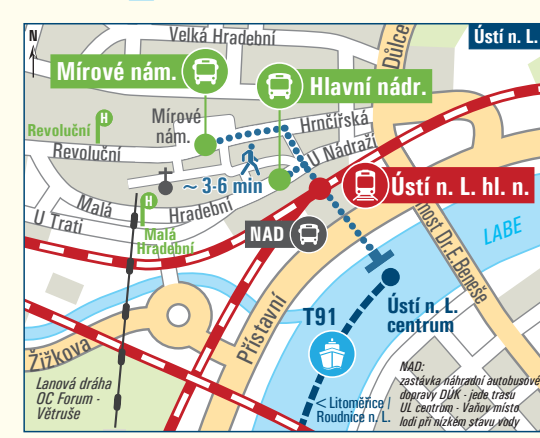 Ústí n. L.
N
Velká Hradební
Důlce
Mírové nám.
Hlavní nádr.
Mírové
nám.
Hrnčířská
Revoluční
H
Revoluční
U Nádraží
~ 3-6 min
Ústí n. L. hl. n.
Malá
Hradební
H
U Trati
Malá
Hradební
NAD
most Dr.E.Beneše
LABE
Přístavní
T91
Ústí n. L.
centrum
Žižkova
Lanová dráha
OC Forum -
Větruše
< Litoměřice /
Roudnice n. L.
NAD:
zastávka náhradní autobusové
dopravy DÚK - jede trasu
UL centrum - Vaňov místo
lodi při nízkém stavu vody